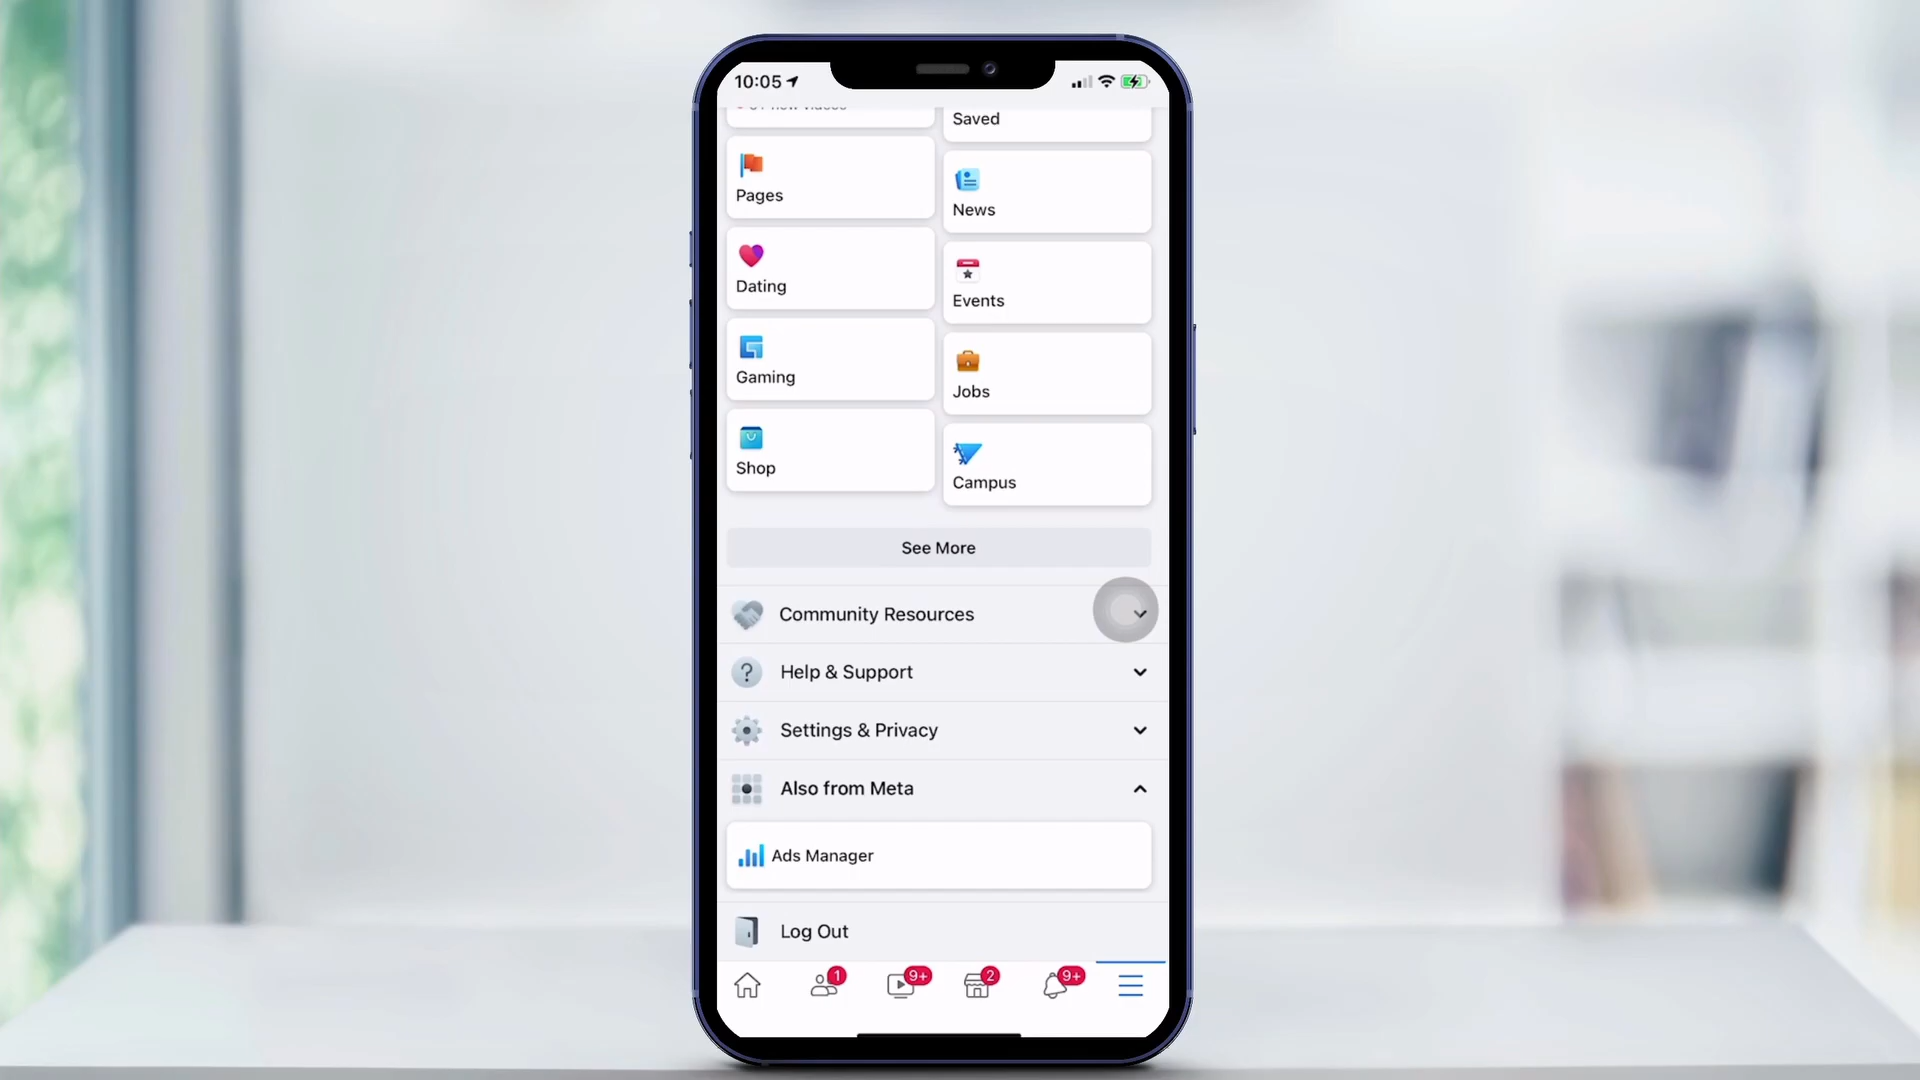 10:05
Saved
Pages
News
Dating
Events
Gaming
Jobs
Shop
Campus
See More
Community Resources
Help & Support
Settings & Privacy
Also from Meta
Ads Manager
Log Out
1
9+
2
9+